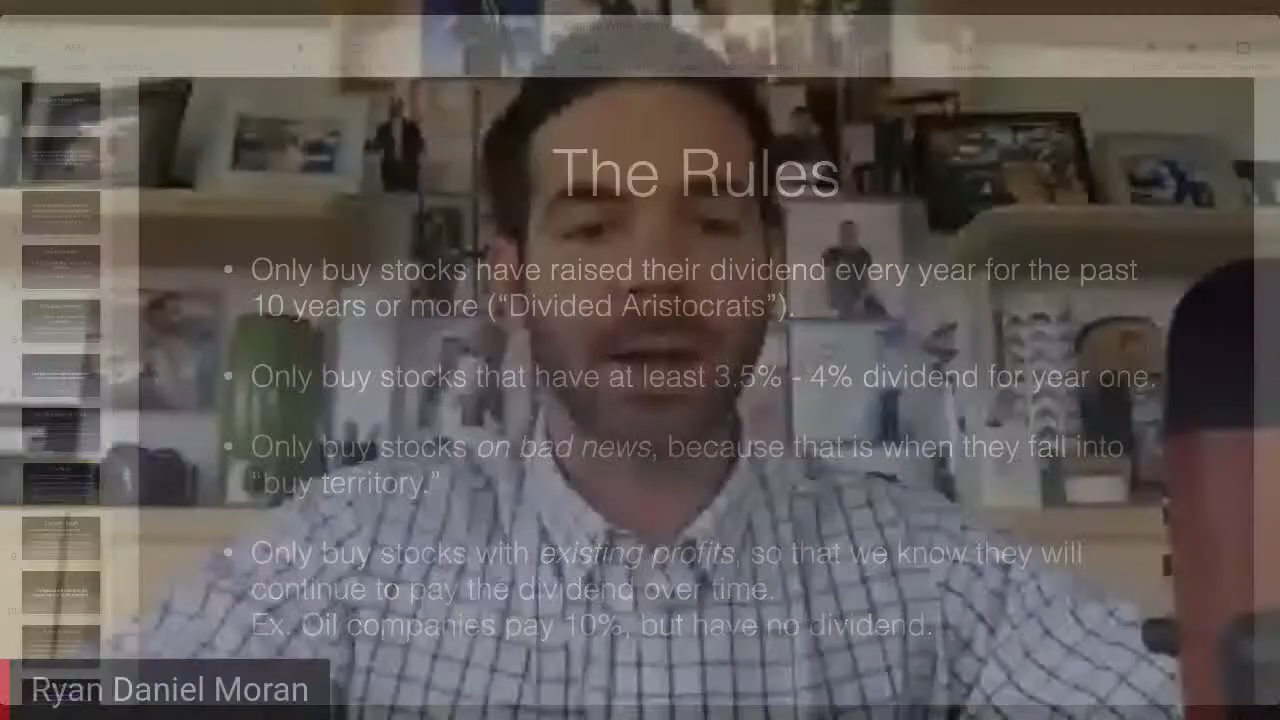 The Rules
• Only buy stocks have raised their dividend every year for the past
10 years or more (“Divided Aristocrats”).
• Only buy stocks that have at least 3.5% - 4% dividend for year one.
• Only buy stocks on bad news, because that is when they fall into
“buy territory.”
• Only buy stocks with existing profits, so that we know they will
continue to pay the dividend over time.
Ex. Oil companies pay 10%, but have no dividend.
Ryan Daniel Moran